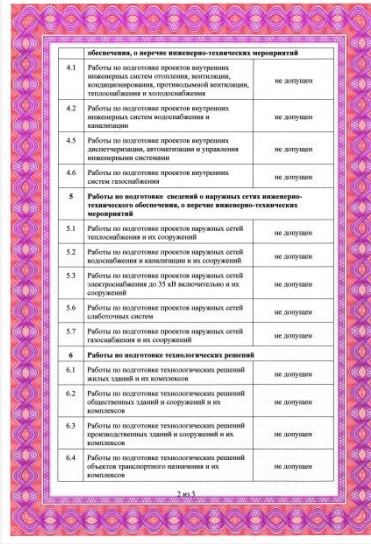 обеспечения, о перечне инженерно-технических мероприятий
4.1 Работы по подготовке проектов внутренних
инженерных систем отопления, вентиляции,
кондиционирования, противодымной вентиляции,
теплоснабжения и холодоснабжения
не допущен
4.2 Работы по подготовке проектов внутренних
инженерных систем водоснабжения и
канализации
не допущен
4.5 Работы по подготовке проектов внутренних
диспетчеризации, автоматизации и управления
инженерными системами
не допущен
4.6 Работы по подготовке проектов внутренних
систем газоснабжения
не допущен
5 Работы по подготовке сведений о наружных сетях инженерно-
технического обеспечения, о перечне инженерно-технических
мероприятий
5.1 Работы по подготовке проектов наружных сетей
теплоснабжения и их сооружений
не допущен
5.2 Работы по подготовке проектов наружных сетей
водоснабжения и канализации и их сооружений
не допущен
5.3 Работы по подготовке проектов наружных сетей
электроснабжения до 35 кВ включительно и их
сооружений
не допущен
5.6 Работы по подготовке проектов наружных сетей
слаботочных систем
не допущен
5.7 Работы по подготовке проектов наружных сетей
газоснабжения и их сооружений
не допущен
6 Работы по подготовке технологических решений
6.1 Работы по подготовке технологических решений
жилых зданий и их комплексов
не допущен
6.2 Работы по подготовке технологических решений
общественных зданий и сооружений и их
комплексов
не допущен
6.3 Работы по подготовке технологических решений
производственных зданий и сооружений и их
комплексов
не допущен
6.4 Работы по подготовке технологических решений
объектов транспортного назначения и их
комплексов
не допущен
2 из 3